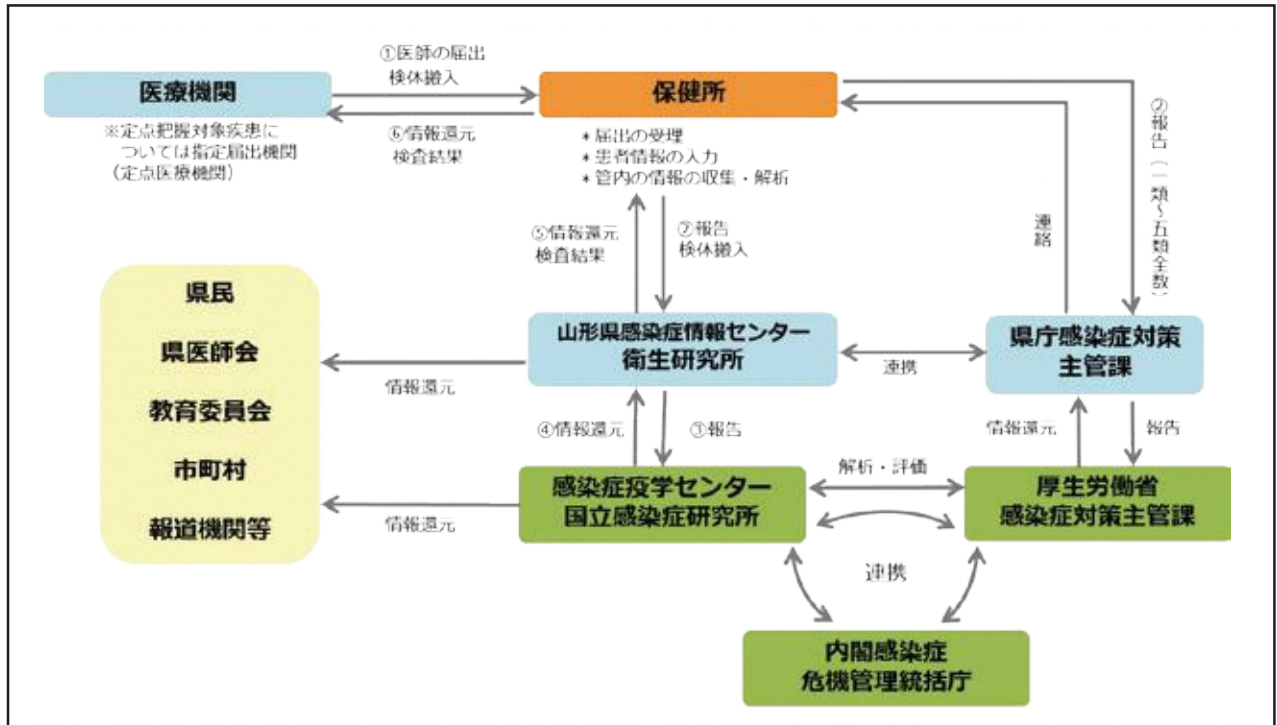 ①医師の届出
検体搬入
医療機関
保健所
※定点把握対象疾患に
ついては指定届出機関
（定点医療機関）
⑥情報還元
検査結果
＊届出の受理
＊患者情報の入力
＊管内の情報の収集・解析
②報告（一類～五類全数）
連絡
⑤情報還元
検査結果
②報告
検体搬入
県民
県医師会
教育委員会
市町村
報道機関等
山形県感染症情報センター
衛生研究所
県庁感染症対策
主管課
連携
情報還元
④情報還元
③報告
情報還元
報告
解析・評価
感染症疫学センター
国立感染症研究所
厚生労働省
感染症対策主管課
情報還元
連携
内閣感染症
危機管理統括庁